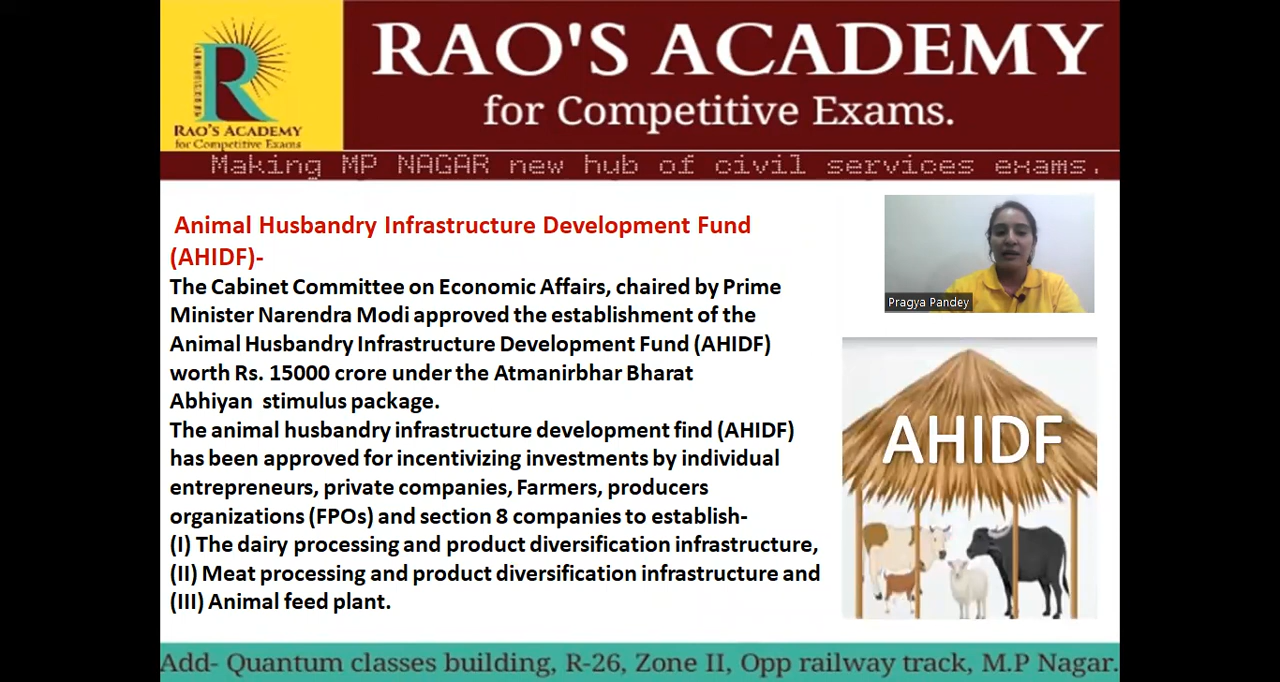 RAO'S ACADEMY
for Competitive Exams.
R
RAO'S ACADEMY
for Competitive Exams
Making MP NAGAR new hub of civil services exams.
Animal Husbandry Infrastructure Development Fund
(AHIDF)-
The Cabinet Committee on Economic Affairs, chaired by Prime
Minister Narendra Modi approved the establishment of the
Animal Husbandry Infrastructure Development Fund (AHIDF)
worth Rs. 15000 crore under the Atmanirbhar Bharat
Abhiyan stimulus package.
The animal husbandry infrastructure development find (AHIDF)
has been approved for incentivizing investments by individual
entrepreneurs, private companies, Farmers, producers
organizations (FPOs) and section 8 companies to establish-
(I) The dairy processing and product diversification infrastructure,
(II) Meat processing and product diversification infrastructure and
(III) Animal feed plant.
Pragya Pandey
AHIDF
Add- Quantum classes building, R-26, Zone II, Opp railway track, M.P Nagar.